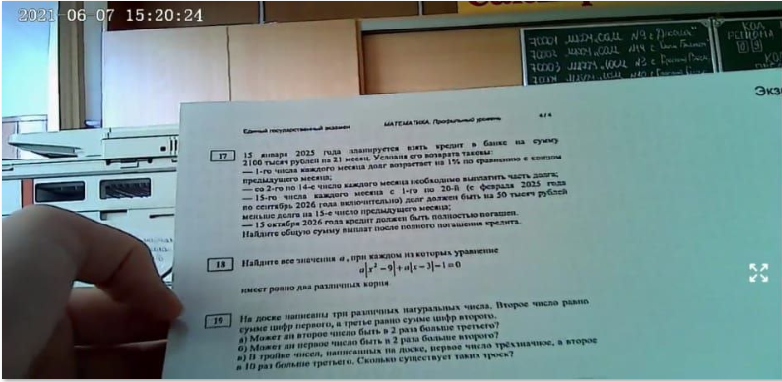 2021-06-07 15:20:24
КОД
РЕГИОНА
0 9
Экз
Единый государственный экзамен МАТЕМАТИКА. Профильный уровень 4/4
17 15 января 2025 года планируется взять кредит в банке на сумму
2100 тысяч рублей на 21 месяц. Условия его возврата таковы:
— 1-го числа каждого месяца долг возрастает на 1% по сравнению с концом
предыдущего месяца;
— со 2-го по 14-е число каждого месяца необходимо выплатить часть долга;
— 15-го числа каждого месяца с 1-го по 20-й (с февраля 2025 года
по сентябрь 2026 года включительно) долг должен быть на 50 тысяч рублей
меньше долга на 15-е число предыдущего месяца;
— 15 октября 2026 года кредит должен быть полностью погашен.
Найдите общую сумму выплат после полного погашения кредита.
18 Найдите все значения a, при каждом из которых уравнение
a|x² − 9| + a|x − 3| − 1 = 0
имеет ровно два различных корня
19 На доске написаны три различных натуральных числа. Второе число равно
сумме цифр первого, а третье равно сумме цифр второго.
а) Может ли второе число быть в 2 раза больше третьего?
б) Может ли первое число быть в 2 раза больше второго?
в) В тройке чисел, написанных на доске, первое число трёхзначное, а второе
в 10 раз больше третьего. Сколько существует таких троек?